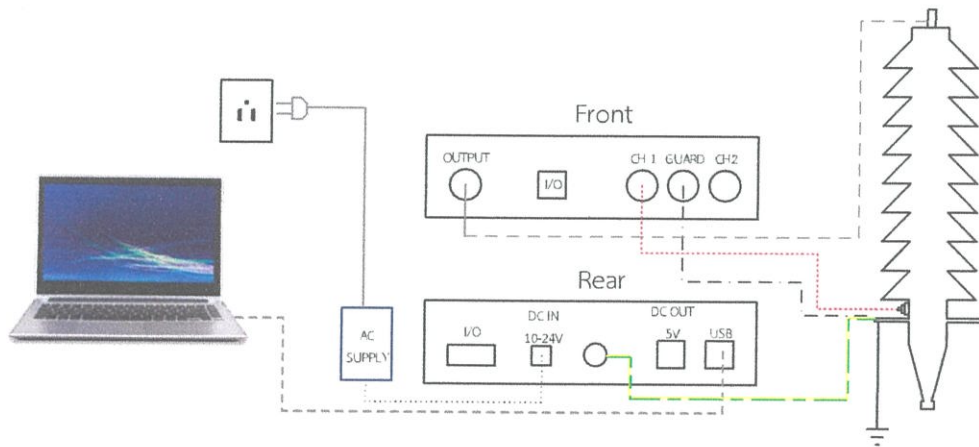 Front
OUTPUT
I/O
CH 1
GUARD
CH2
Rear
I/O
DC IN
10-24V
DC OUT
5V
USB
AC
SUPPLY